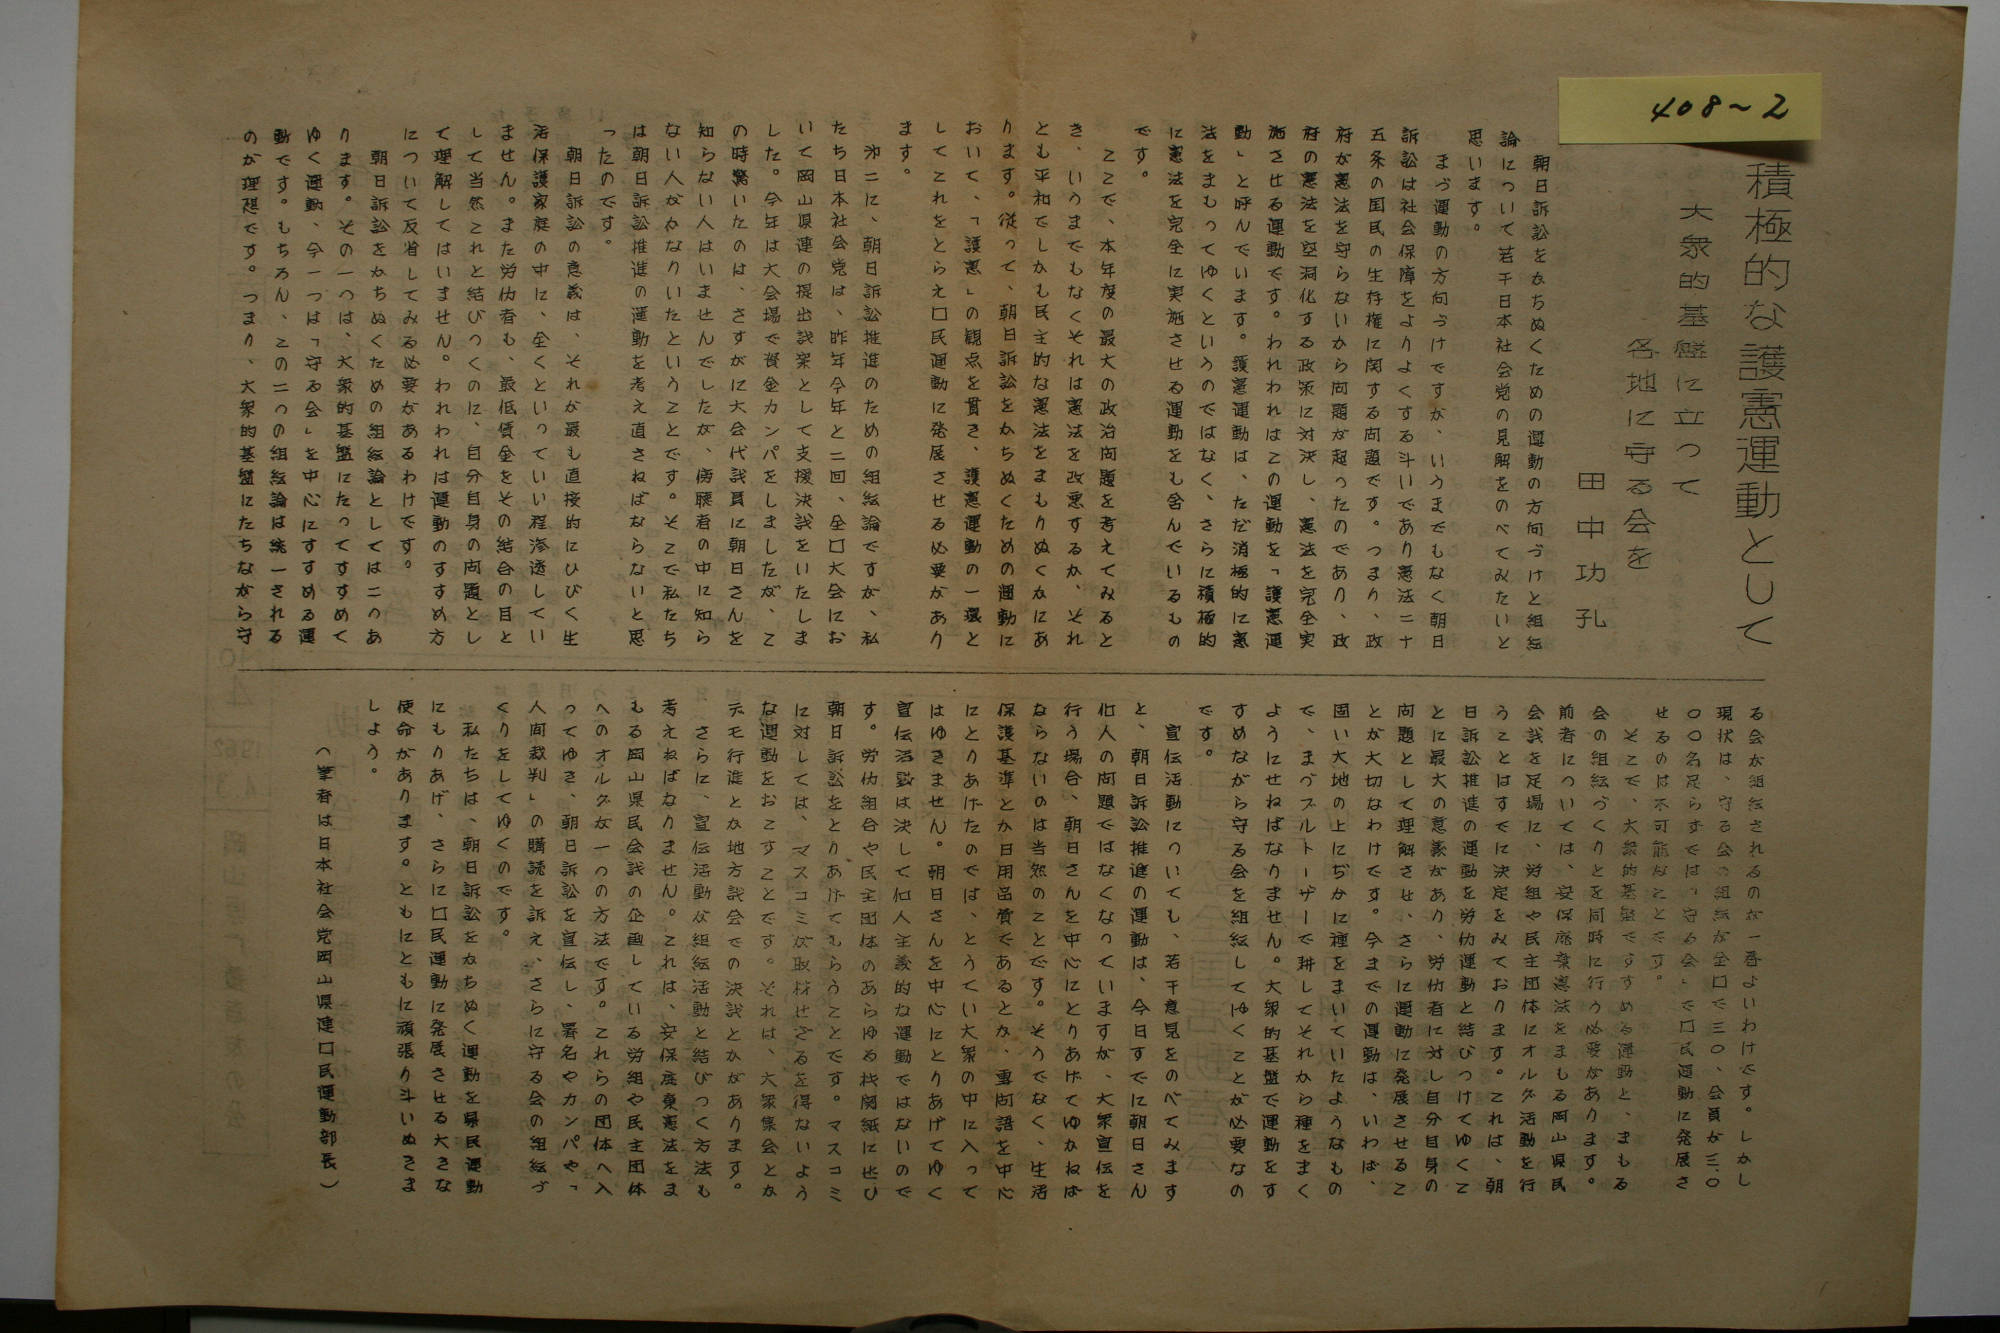 408~2
積極的な護憲運動として
大衆的基盤に立つて
各地に守る会を
田中功孔
朝日訴訟をかちぬくための運動の方向づけと組織
論について若干日本社会党の見解をのべてみたいと
思います。
まづ運動の方向づけですが、いうまでもなく朝日
訴訟は社会保障をよりよくする斗いであり憲法二十
五条の国民の生存権に関する問題です。つまり、政
府が憲法を守らないから問題が起ったのであり、政
府の憲法を空洞化する政策に対決し、憲法を完全実
施させる運動です。われわれはこの運動を「護憲運
動」と呼んでいます。護憲運動は、ただ消極的に憲
法をまもってゆくというのではなく、さらに積極的
に憲法を完全に実施させる運動をも含んでいるもの
です。
ここで、本年度の最大の政治問題を考えてみると
き、いうまでもなくそれは憲法を改悪するか、それ
とも平和でしかも民主的な憲法をまもりぬくかにあ
ります。従って、朝日訴訟をかちぬくための運動に
おいて、「護憲」の観点を貫き、護憲運動の一環と
してこれをとらえ囗民運動に発展させる必要があり
ます。
才二に、朝日訴訟推進のための組織論ですが、私
たち日本社会党は、昨年今年と二回、全囗大会にお
いて岡山県連の提出議案として支援決議をいたしま
した。今年は大会場で資金カンパをしましたが、こ
の時驚いたのは、さすがに大会代議員に朝日さんを
知らない人はいませんでしたが、傍聴者の中に知ら
ない人がかなりいたということです。そこで私たち
は朝日訴訟推進の運動を考え直さねばならないと思
ったのです。
朝日訴訟の意義は、それが最も直接的にひびく生
活保護家庭の中に、全くといっていい程滲透してい
ません。また労仂者も、最低賃金をその結合の目と
して当然これと結びつくのに、自分自身の問題とし
て理解してはいません。われわれは運動のすすめ方
について反省してみる必要があるわけです。
朝日訴訟をかちぬくための組織論としては二つあ
ります。その一つは、大衆的基盤にたってすすめて
ゆく運動、今一つは「守る会」を中心にすすめる運
動です。もちろん、この二つの組織論は統一される
のが理想です。つまり、大衆的基盤にたちながら守
る会が組織されるのが一番よいわけです。しかし
現状は、守る会の組織が全囗で三〇、会員が三、〇
〇〇名足らずでは「守る会」で囗民運動に発展さ
せるのは不可能なことです。
そこで、大衆的基盤ですすめる運動と、まもる
会の組織づくりとを同時に行う必要があります。
前者については、安保廃棄憲法をまもる岡山県民
会議を足場に、労組や民主団体にオルグ活動を行
うことはすでに決定をみております。これは、朝
日訴訟推進の運動を労仂運動と結びつけてゆくこ
とに最大の意義があり、労仂者に対し自分自身の
問題として理解させ、さらに運動に発展させるこ
とが大切なわけです。今までの運動は、いわば、
固い大地の上にぢかに種をまいていたようなもの
で、まづブルトーザーで耕してそれから種をまく
ようにせねばなりません。大衆的基盤で運動をす
すめながら守る会を組織してゆくことが必要なの
です。
宣伝活動についても、若干意見をのべてみます
と、朝日訴訟推進の運動は、今日すでに朝日さん
個人の問題ではなくなっていますが、大衆宣伝を
行う場合、朝日さんを中心にとりあげてゆかねば
ならないのは当然のことです。そうでなく、生活
保護基準とか日用品費であるとか、専問語を中心
にとりあげたのでは、とうてい大衆の中に入って
はゆきません。朝日さんを中心にとりあげてゆく
宣伝活動は決して個人主義的な運動ではないので
す。労仂組合や民主団体のあらゆる機関紙にぜひ
朝日訴訟をとりあげてもらうことです。マスコミ
に対しては、マスコミが取材せざるを得ないよう
な運動をおこすことです。それは、大衆集会とか
デモ行進とか地方議会での決議とかがあります。
さらに、宣伝活動な組織活動と結びつく方法も
考えねばなりません。これは、安保廃棄憲法をま
もる岡山県民会議の企画している労組や民主団体
へのオルグが一つの方法です。これらの団体へ入
ってゆき、朝日訴訟を宣伝し、署名やカンパや「
人間裁判」の購読を訴え、さらに守る会の組織づ
くりをしてゆくのです。
私たちは、朝日訴訟をかちぬく運動を県民運動
にもりあげ、さらに囗民運動に発展させる大きな
使命があります。ともにともに頑張り斗いぬきま
しよう。
（筆者は日本社会党岡山県連囗民運動部長）